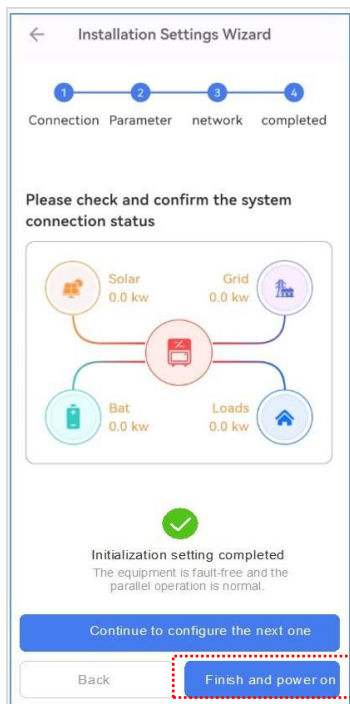 Installation Settings Wizard
1 2 3 4
Connection Parameter network completed
Please check and confirm the system
connection status
Solar Grid
0.0 kw 0.0 kw
Bat Loads
0.0 kw 0.0 kw
Initialization setting completed
The equipment is fault-free and the
parallel operation is normal.
Continue to configure the next one
Back Finish and power on